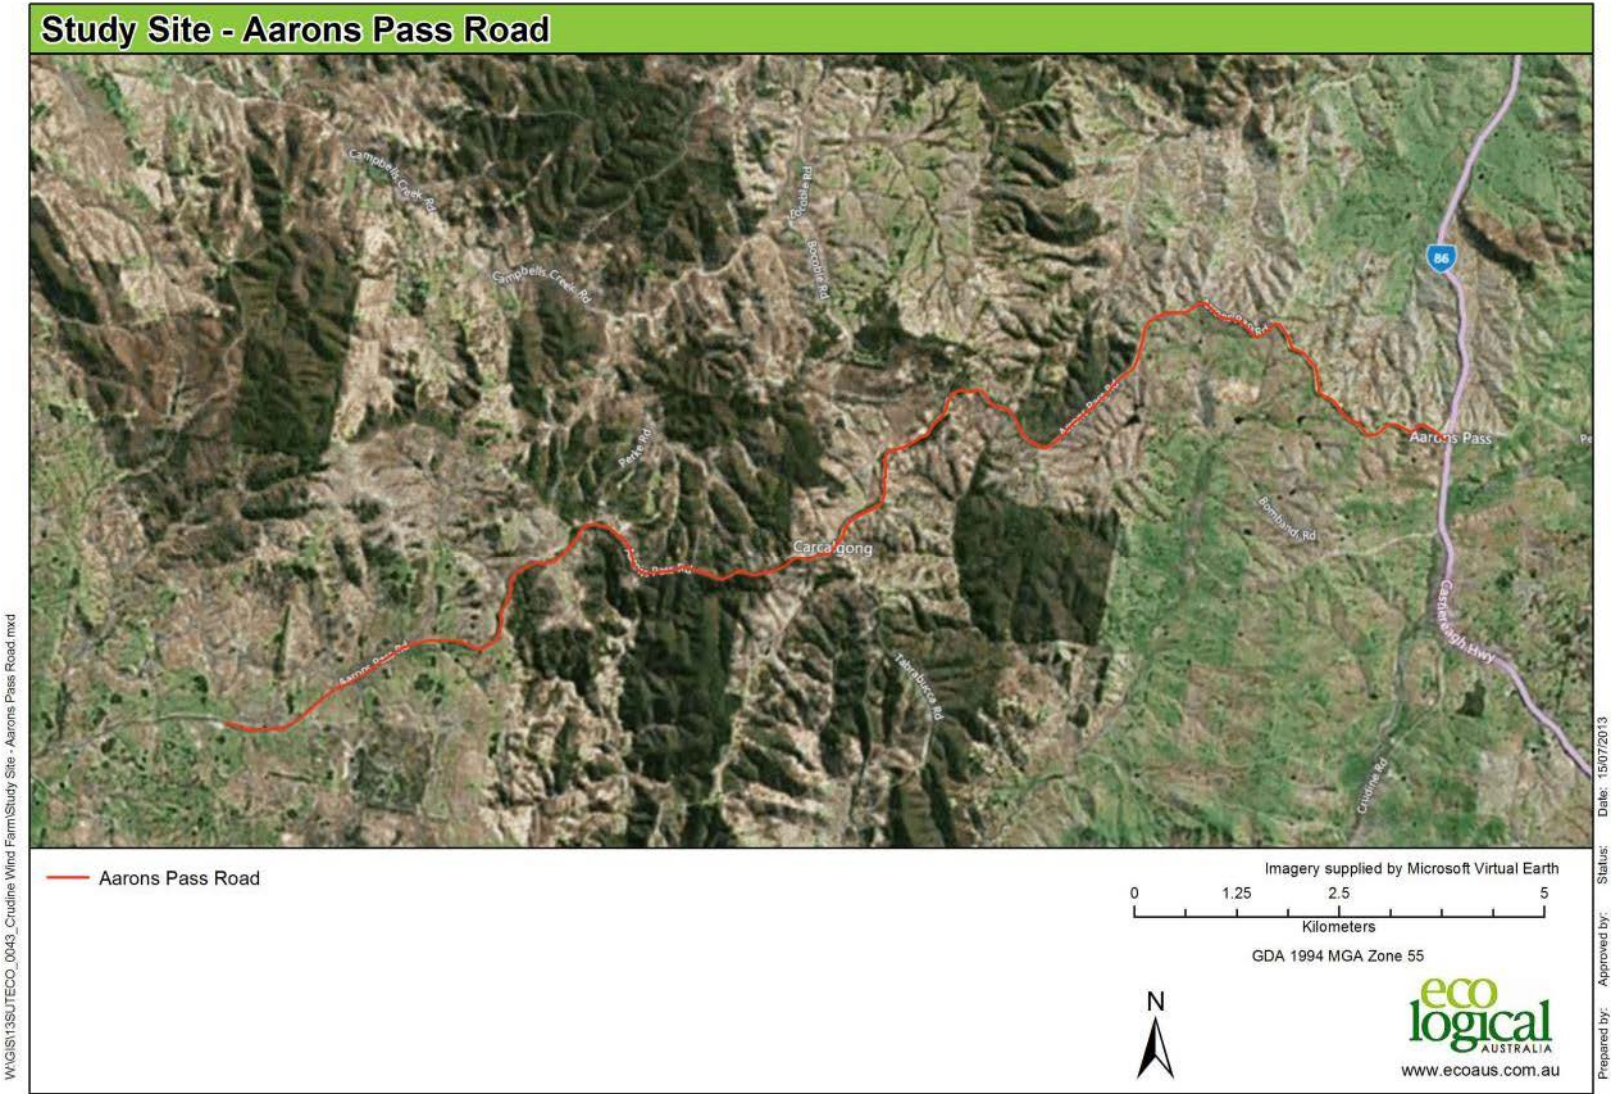 Study Site - Aarons Pass Road
Campbells Creek Rd
Campbells Creek Rd
Bocoble Rd
86
Aarons Pass
Perke Rd
Aarons Pass Rd
Carcalgong
Bombandi Rd
Castlereagh Hwy
Aarons Pass Rd
Tabrabucca Rd
Crudine Rd
Aarons Pass Road
Imagery supplied by Microsoft Virtual Earth
0 1.25 2.5 5
Kilometers
GDA 1994 MGA Zone 55
N
eco
logical
AUSTRALIA
www.ecoaus.com.au
W:\GIS\13SUTECO_0043_Crudine Wind Farm\Study Site - Aarons Pass Road.mxd
Prepared by: Approved by: Status: Date: 15/07/2013